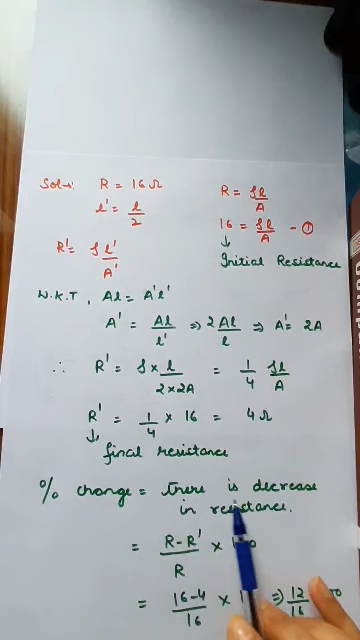 Soln:- R = 16 Ω R = ρl/A
l' = l/2 16 = ρl/A - ①
R' = ρ l'/A' ↓ Initial Resistance
W.K.T, Al = A'l'
A' = Al/l' ⇒ 2Al/l ⇒ A' = 2A
∴ R' = ρ × l/2×2A = 1/4 ρl/A
R' = 1/4 × 16 = 4 Ω
↓ final resistance
% change = there is decrease
in resistance.
= R-R'/R ×
= 16-4/16 × ⇒ 12/16